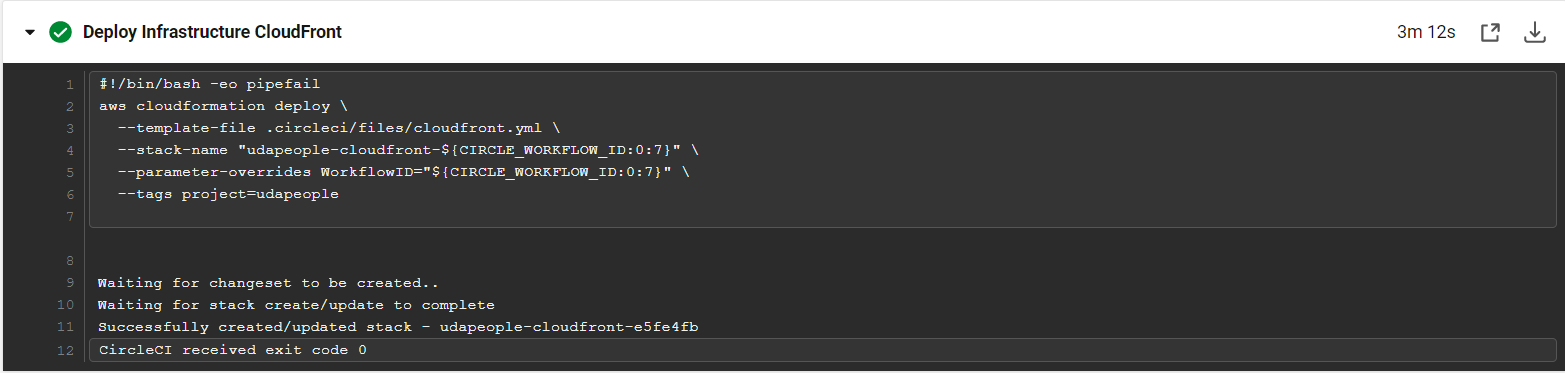 Deploy Infrastructure CloudFront
3m 12s
1 #!/bin/bash -eo pipefail
2 aws cloudformation deploy \
3   --template-file .circleci/files/cloudfront.yml \
4   --stack-name "udapeople-cloudfront-${CIRCLE_WORKFLOW_ID:0:7}" \
5   --parameter-overrides WorkflowID="${CIRCLE_WORKFLOW_ID:0:7}" \
6   --tags project=udapeople
7
8
9 Waiting for changeset to be created..
10 Waiting for stack create/update to complete
11 Successfully created/updated stack - udapeople-cloudfront-e5fe4fb
12 CircleCI received exit code 0